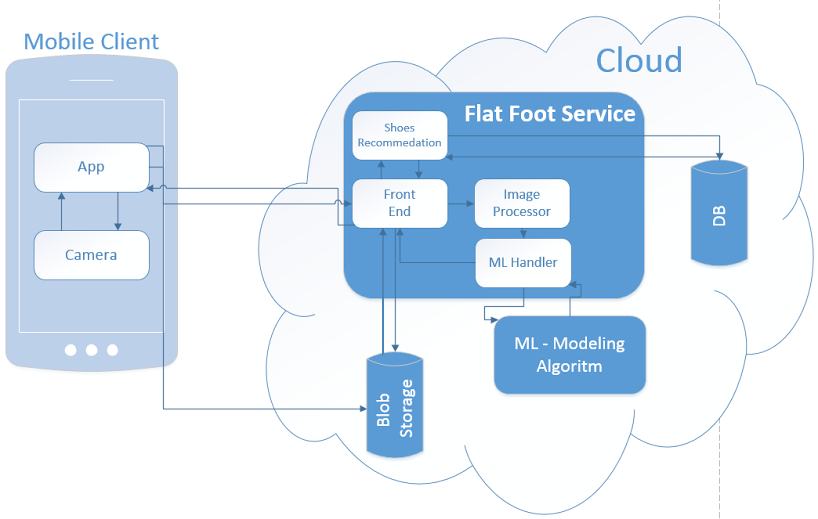 Mobile Client
Cloud
Flat Foot Service
Shoes
Recommedation
App
Front
End
Image
Processor
DB
Camera
ML Handler
ML - Modeling
Algoritm
Blob
Storage